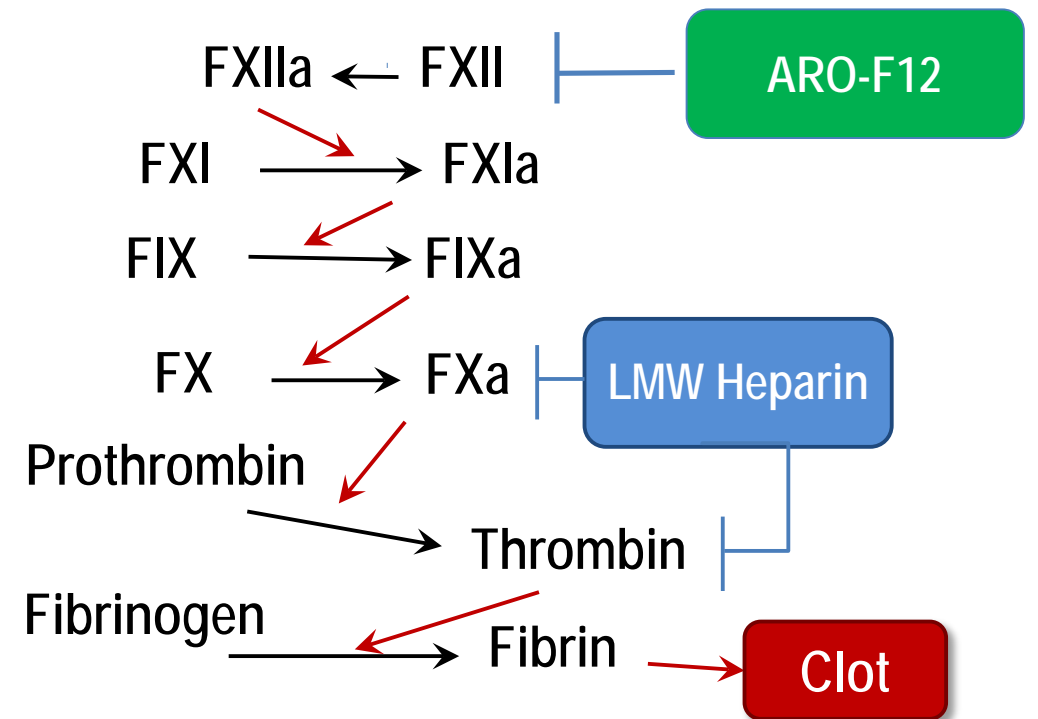 FXIIa FXII ARO-F12
FXI FXIa
FIX FIXa
FX FXa LMW Heparin
Prothrombin
Thrombin
Fibrinogen
Fibrin Clot